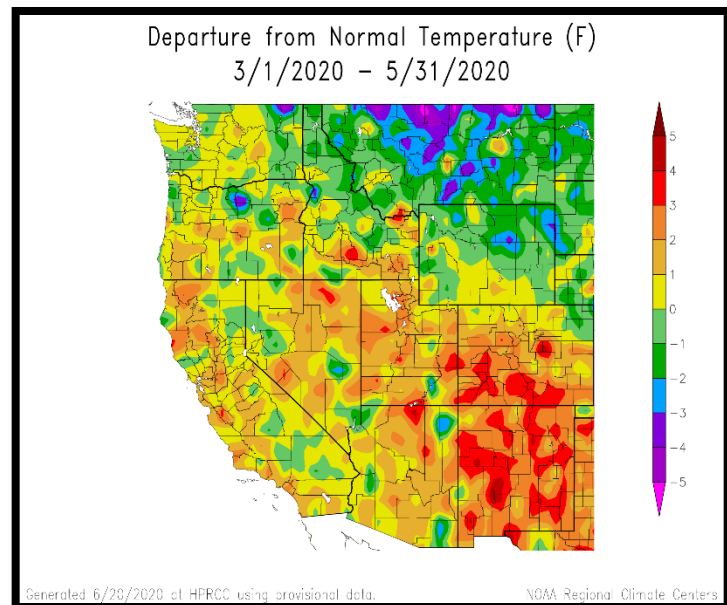 Departure from Normal Temperature (F)
3/1/2020 – 5/31/2020
5
4
3
2
1
0
−1
−2
−3
−4
−5
Generated 6/20/2020 at HPRCC using provisional data.
NOAA Regional Climate Centers